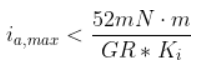 i_{a,max} < \frac{52mN \cdot m}{GR * K_i}